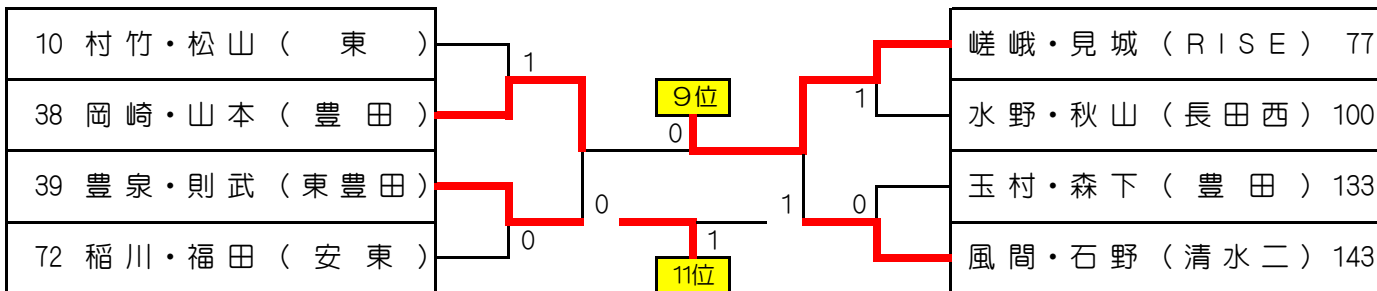 10 村竹・松山（ 東 ）
38 岡崎・山本（ 豊田 ）
39 豊泉・則武（東豊田）
72 稲川・福田（ 安東 ）
1
0
0
9位
0
1
11位
1
1
0
嵯峨・見城（RISE） 77
水野・秋山（長田西） 100
玉村・森下（ 豊田 ） 133
風間・石野（清水二） 143